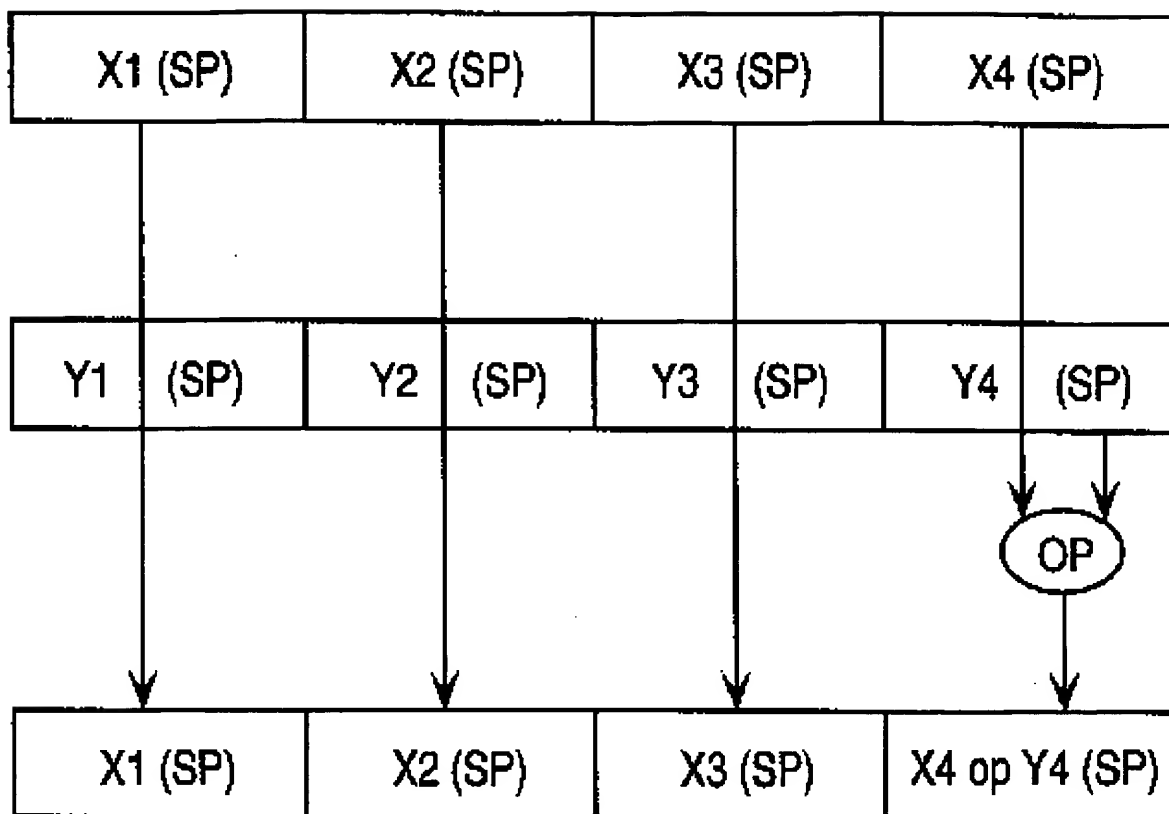 X1 (SP) X2 (SP) X3 (SP) X4 (SP)
Y1 (SP) Y2 (SP) Y3 (SP) Y4 (SP)
OP
X1 (SP) X2 (SP) X3 (SP) X4 op Y4 (SP)